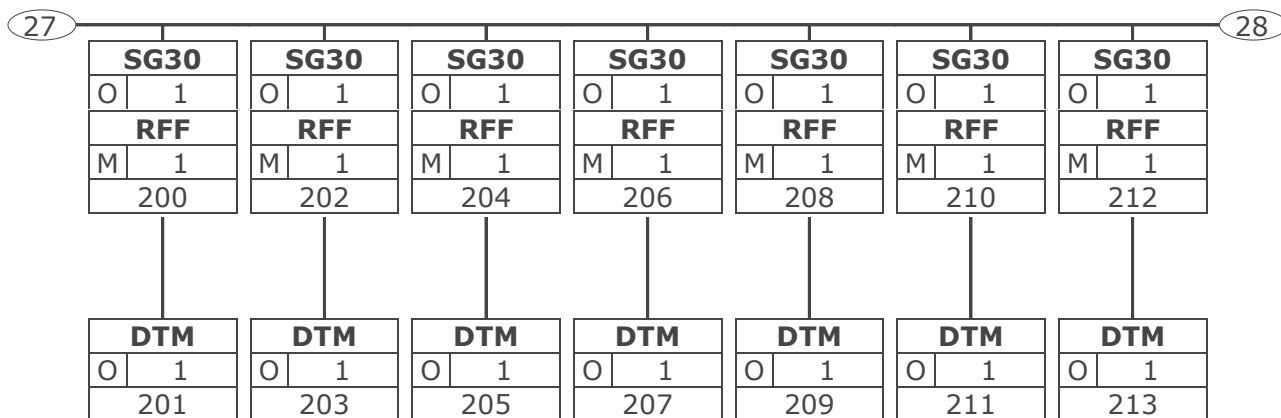 27 28
SG30 SG30 SG30 SG30 SG30 SG30 SG30
O 1 O 1 O 1 O 1 O 1 O 1 O 1
RFF RFF RFF RFF RFF RFF RFF
M 1 M 1 M 1 M 1 M 1 M 1 M 1
200 202 204 206 208 210 212
DTM DTM DTM DTM DTM DTM DTM
O 1 O 1 O 1 O 1 O 1 O 1 O 1
201 203 205 207 209 211 213